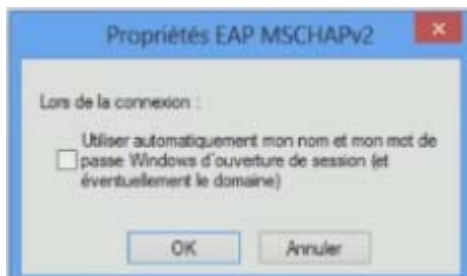 Propriétés EAP MSCHAPv2
Lors de la connexion :
Utiliser automatiquement mon nom et mon mot de
passe Windows d'ouverture de session (et
éventuellement le domaine)
OK
Annuler